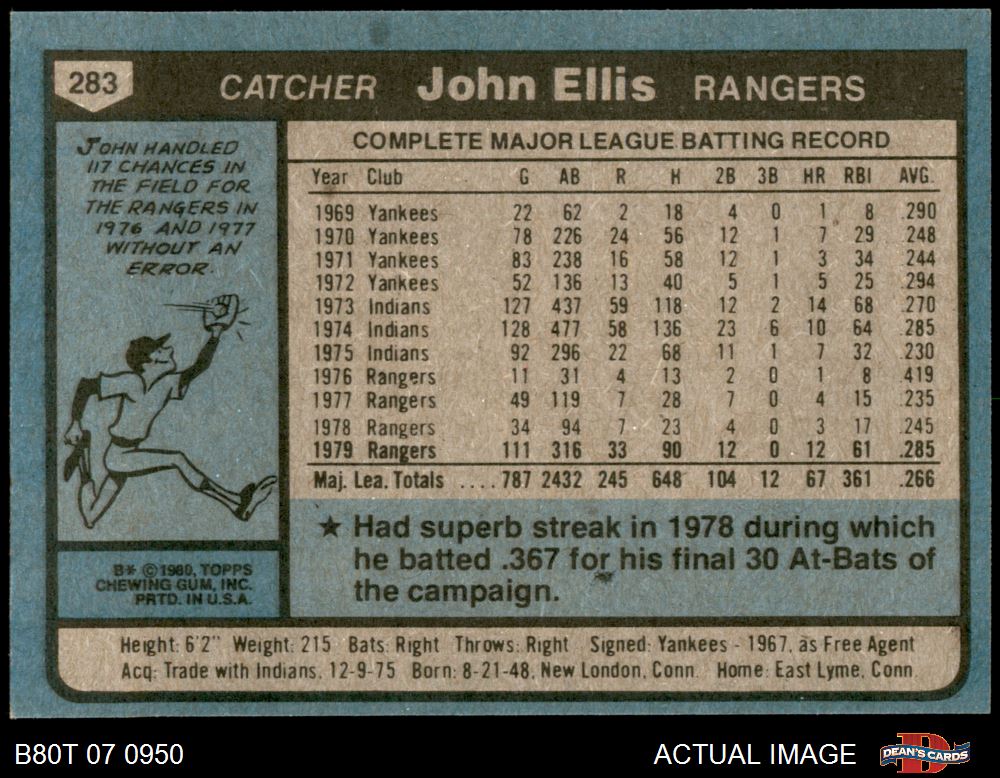 283 CATCHER John Ellis RANGERS
JOHN HANDLED
117 CHANCES IN
THE FIELD FOR
THE RANGERS IN
1976 AND 1977
WITHOUT AN
ERROR.
COMPLETE MAJOR LEAGUE BATTING RECORD
Year Club G AB R H 2B 3B HR RBI AVG.
1969 Yankees 22 62 2 18 4 0 1 8 .290
1970 Yankees 78 226 24 56 12 1 7 29 .248
1971 Yankees 83 238 16 58 12 1 3 34 .244
1972 Yankees 52 136 13 40 5 1 5 25 .294
1973 Indians 127 437 59 118 12 2 14 68 .270
1974 Indians 128 477 58 136 23 6 10 64 .285
1975 Indians 92 296 22 68 11 1 7 32 .230
1976 Rangers 11 31 4 13 2 0 1 8 .419
1977 Rangers 49 119 7 28 7 0 4 15 .235
1978 Rangers 34 94 7 23 4 0 3 17 .245
1979 Rangers 111 316 33 90 12 0 12 61 .285
Maj. Lea. Totals ....787 2432 245 648 104 12 67 361 .266
★ Had superb streak in 1978 during which
he batted .367 for his final 30 At-Bats of
the campaign.
B* © 1980, TOPPS
CHEWING GUM, INC.
PRTD. IN U.S.A.
Height: 6'2" Weight: 215 Bats: Right Throws: Right Signed: Yankees - 1967, as Free Agent
Acq: Trade with Indians, 12-9-75 Born: 8-21-48, New London, Conn. Home: East Lyme, Conn.
B80T 07 0950 ACTUAL IMAGE DEAN'S CARDS